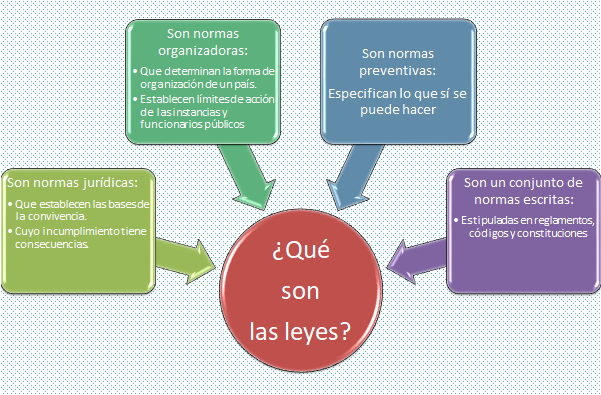 Son normas
organizadoras:
• Que determinan la forma de
organización de un país.
• Establecen límites de acción
de las instancias y
funcionarios públicos
Son normas
preventivas:
Especifican lo que sí se
puede hacer
Son normas jurídicas:
• Que establecen las bases de
la convivencia.
• Cuyo incumplimiento tiene
consecuencias.
Son un conjunto de
normas escritas:
• Estipuladas en reglamentos,
códigos y constituciones
¿Qué
son
las leyes?